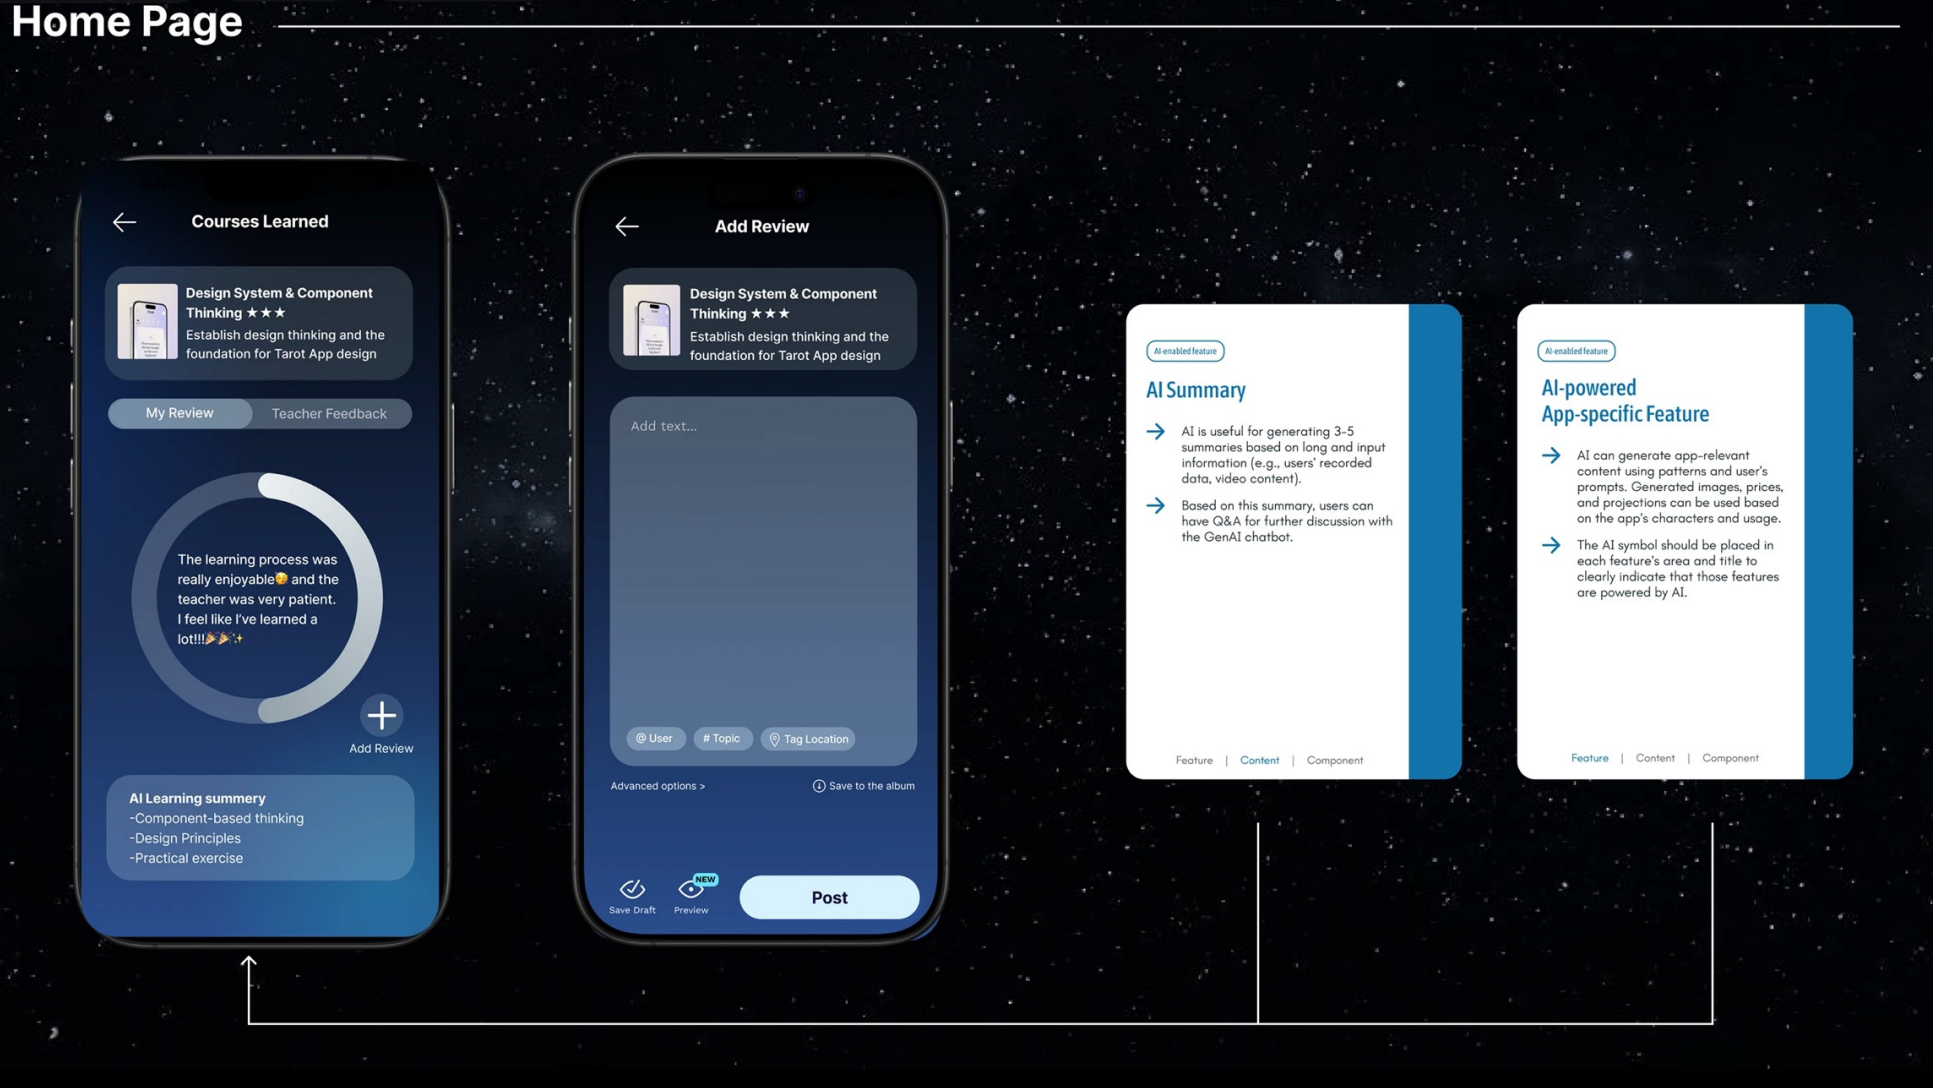 Home Page
Courses Learned
Design System & Component
Thinking ★★★
Establish design thinking and the
foundation for Tarot App design
My Review
Teacher Feedback
The learning process was
really enjoyable🥳 and the
teacher was very patient.
I feel like I've learned a
lot!!!🎉🎉✨
Add Review
AI Learning summery
-Component-based thinking
-Design Principles
-Practical exercise
Add Review
Design System & Component
Thinking ★★★
Establish design thinking and the
foundation for Tarot App design
Add text...
@ User
# Topic
Tag Location
Advanced options >
Save to the album
Save Draft
NEW
Preview
Post
AI-enabled feature
AI Summary
AI is useful for generating 3-5
summaries based on long and input
information (e.g., users' recorded
data, video content).
Based on this summary, users can
have Q&A for further discussion with
the GenAI chatbot.
Feature | Content | Component
AI-enabled feature
AI-powered
App-specific Feature
AI can generate app-relevant
content using patterns and user's
prompts. Generated images, prices,
and projections can be used based
on the app's characters and usage.
The AI symbol should be placed in
each feature's area and title to
clearly indicate that those features
are powered by AI.
Feature | Content | Component